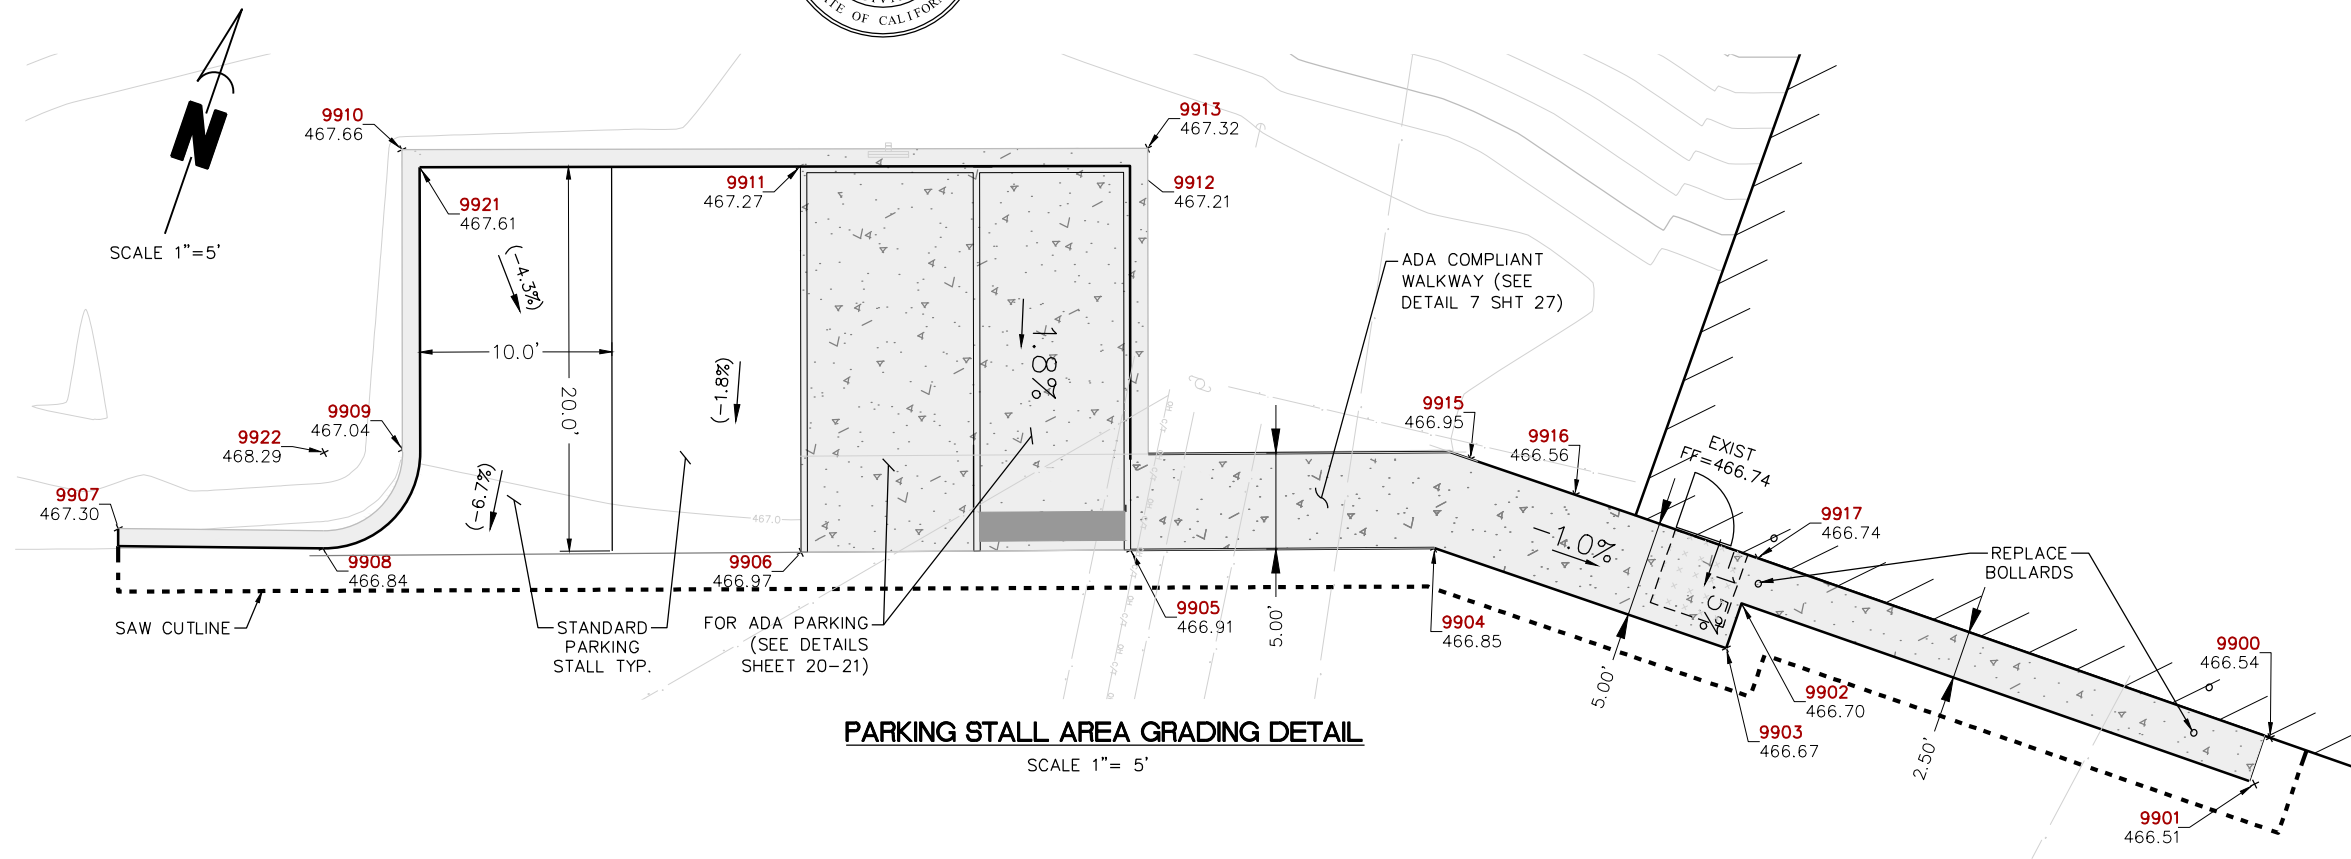 STATE OF CALIFORNIA
N
SCALE 1"=5'
9910
467.66
9913
467.32
9921
467.61
9911
467.27
9912
467.21
(-4.3%)
10.0'
20.0'
(-1.8%)
1.8%
ADA COMPLIANT
WALKWAY (SEE
DETAIL 7 SHT 27)
9909
467.04
9922
468.29
9907
467.30
(-6.7%)
467.0
9915
466.95
9916
466.56
EXIST
FF=466.74
9917
466.74
-1.0%
-1.5%
REPLACE
BOLLARDS
9908
466.84
9906
466.97
9905
466.91
SAW CUTLINE
STANDARD
PARKING
STALL TYP.
FOR ADA PARKING
(SEE DETAILS
SHEET 20-21)
5.00'
9904
466.85
5.00'
9902
466.70
9903
466.67
2.50'
9900
466.54
9901
466.51
PARKING STALL AREA GRADING DETAIL
SCALE 1"= 5'